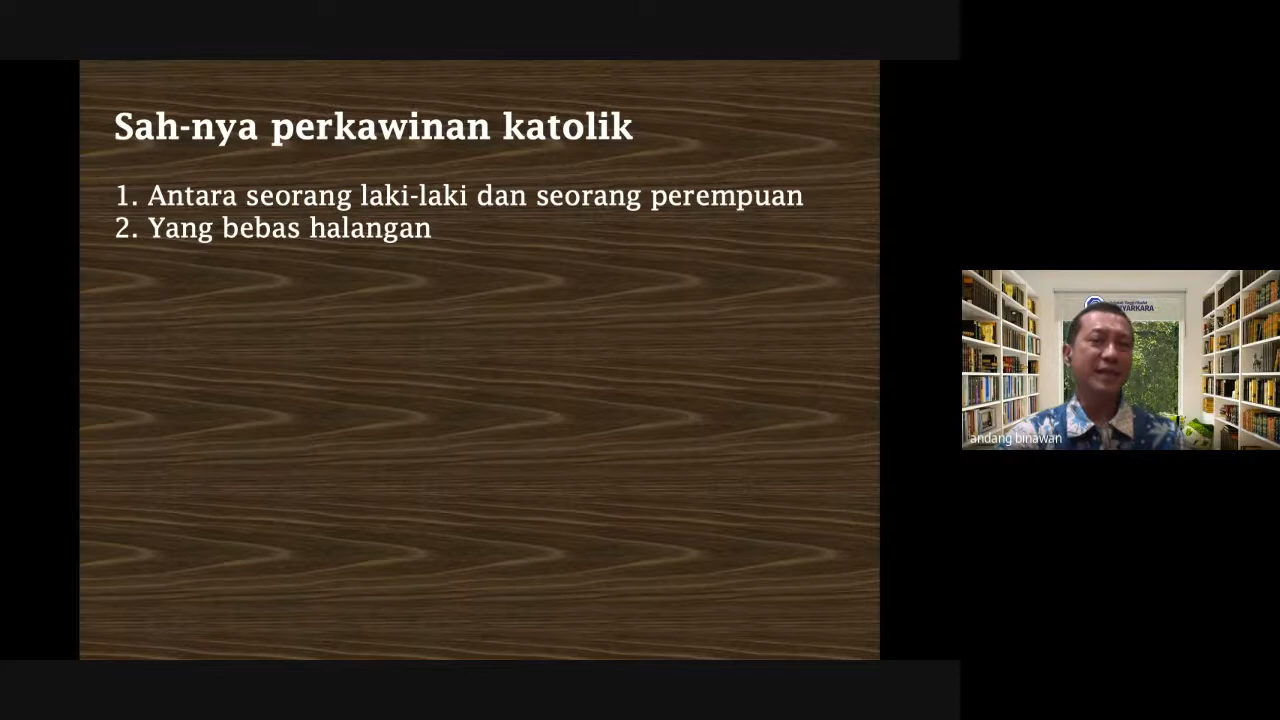 Sah-nya perkawinan katolik
1. Antara seorang laki-laki dan seorang perempuan
2. Yang bebas halangan
andang binawan